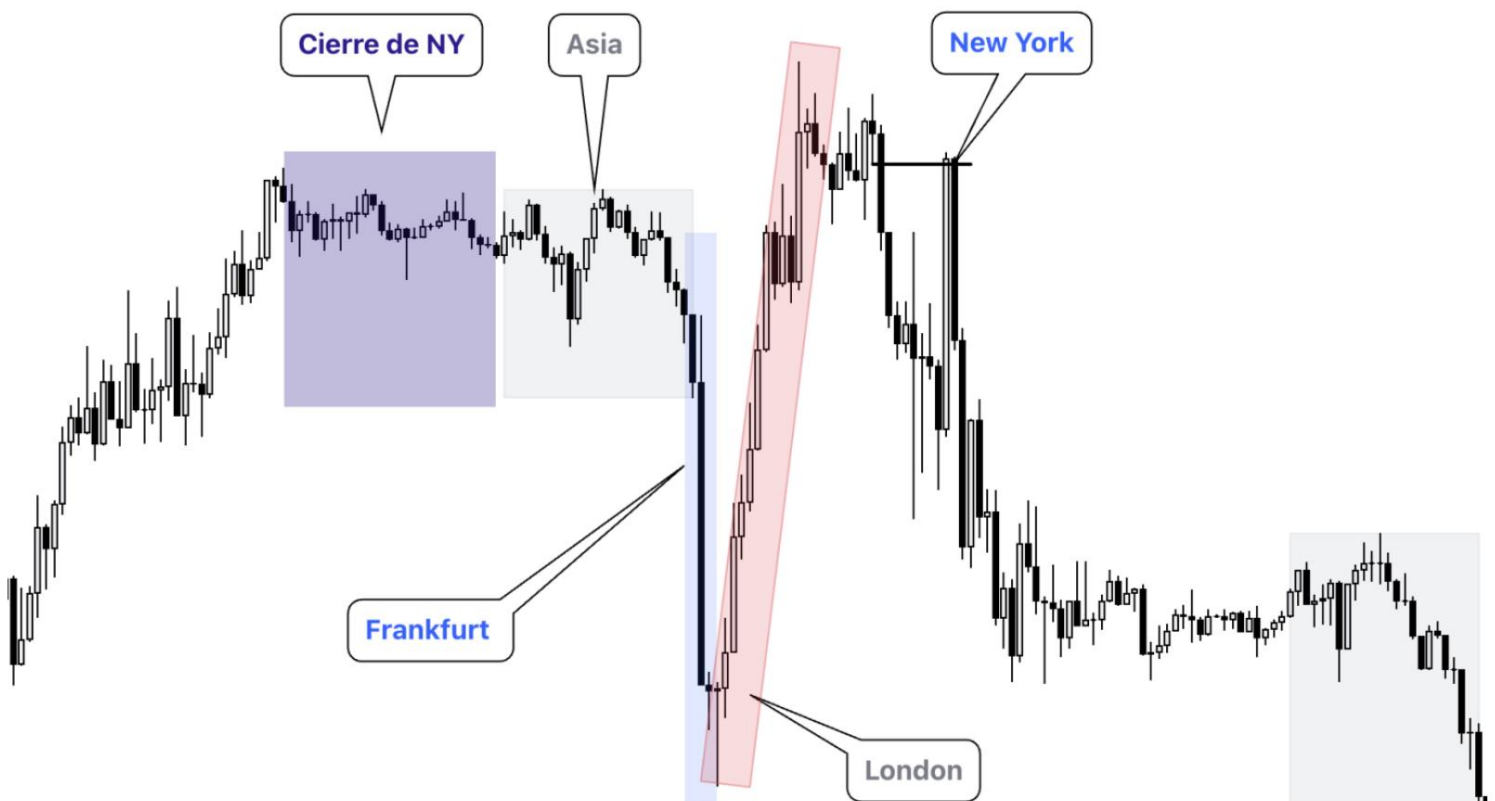 Cierre de NY
Asia
New York
Frankfurt
London